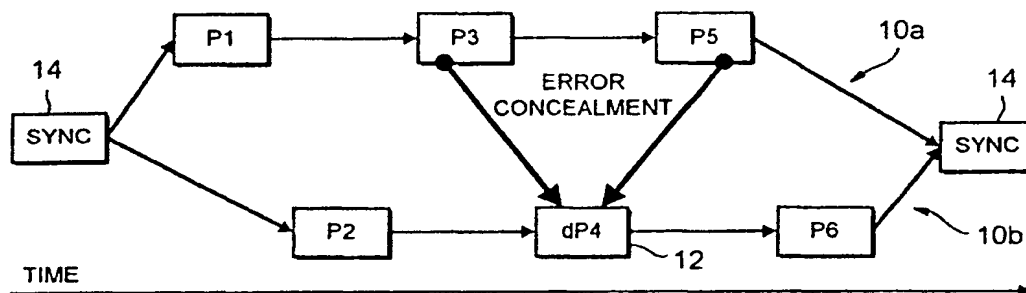 P1
P3
P5
10a
14
14
ERROR
CONCEALMENT
SYNC
SYNC
P2
dP4
P6
12
10b
TIME